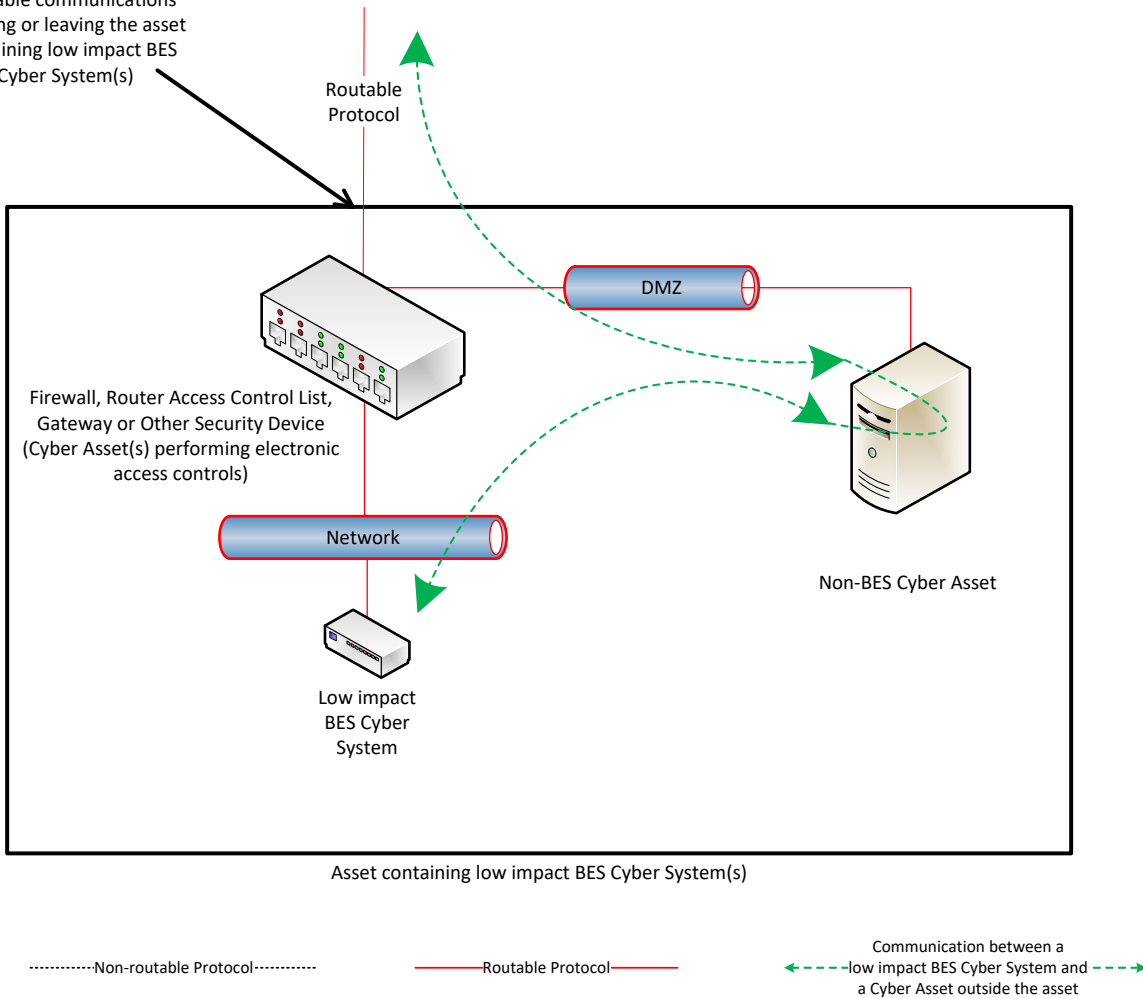 communications
or leaving the asset
low impact BES
Cyber System(s)
Routable
Protocol
DMZ
Firewall, Router Access Control List,
Gateway or Other Security Device
(Cyber Asset(s) performing electronic
access controls)
Network
Non-BES Cyber Asset
Low impact
BES Cyber
System
Asset containing low impact BES Cyber System(s)
Non-routable Protocol
Routable Protocol
Communication between a
low impact BES Cyber System and
a Cyber Asset outside the asset